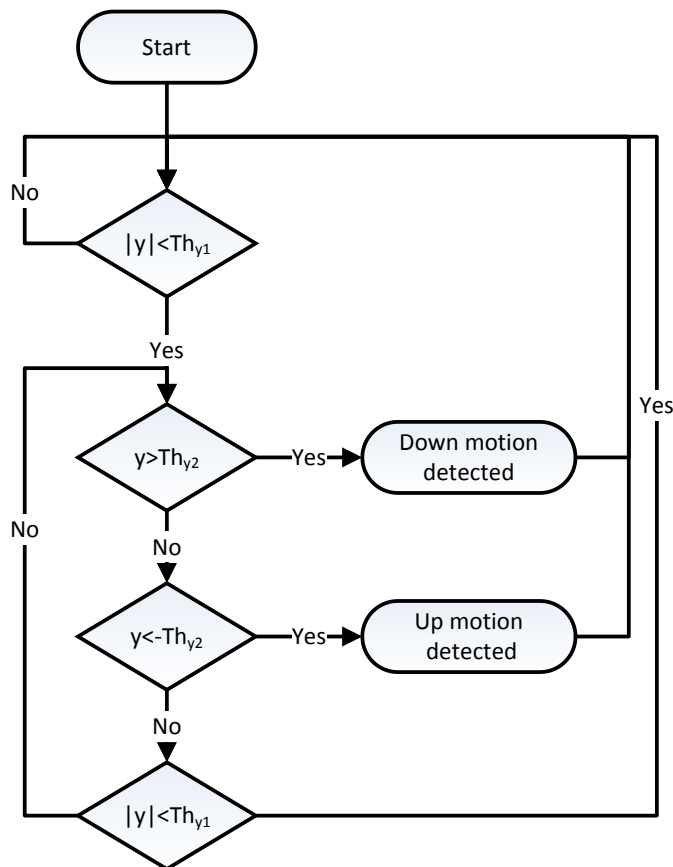 Start
No
|y|<Thy1
Yes
y>Thy2
Yes
Down motion
detected
Yes
No
No
y<-Thy2
Yes
Up motion
detected
No
|y|<Thy1